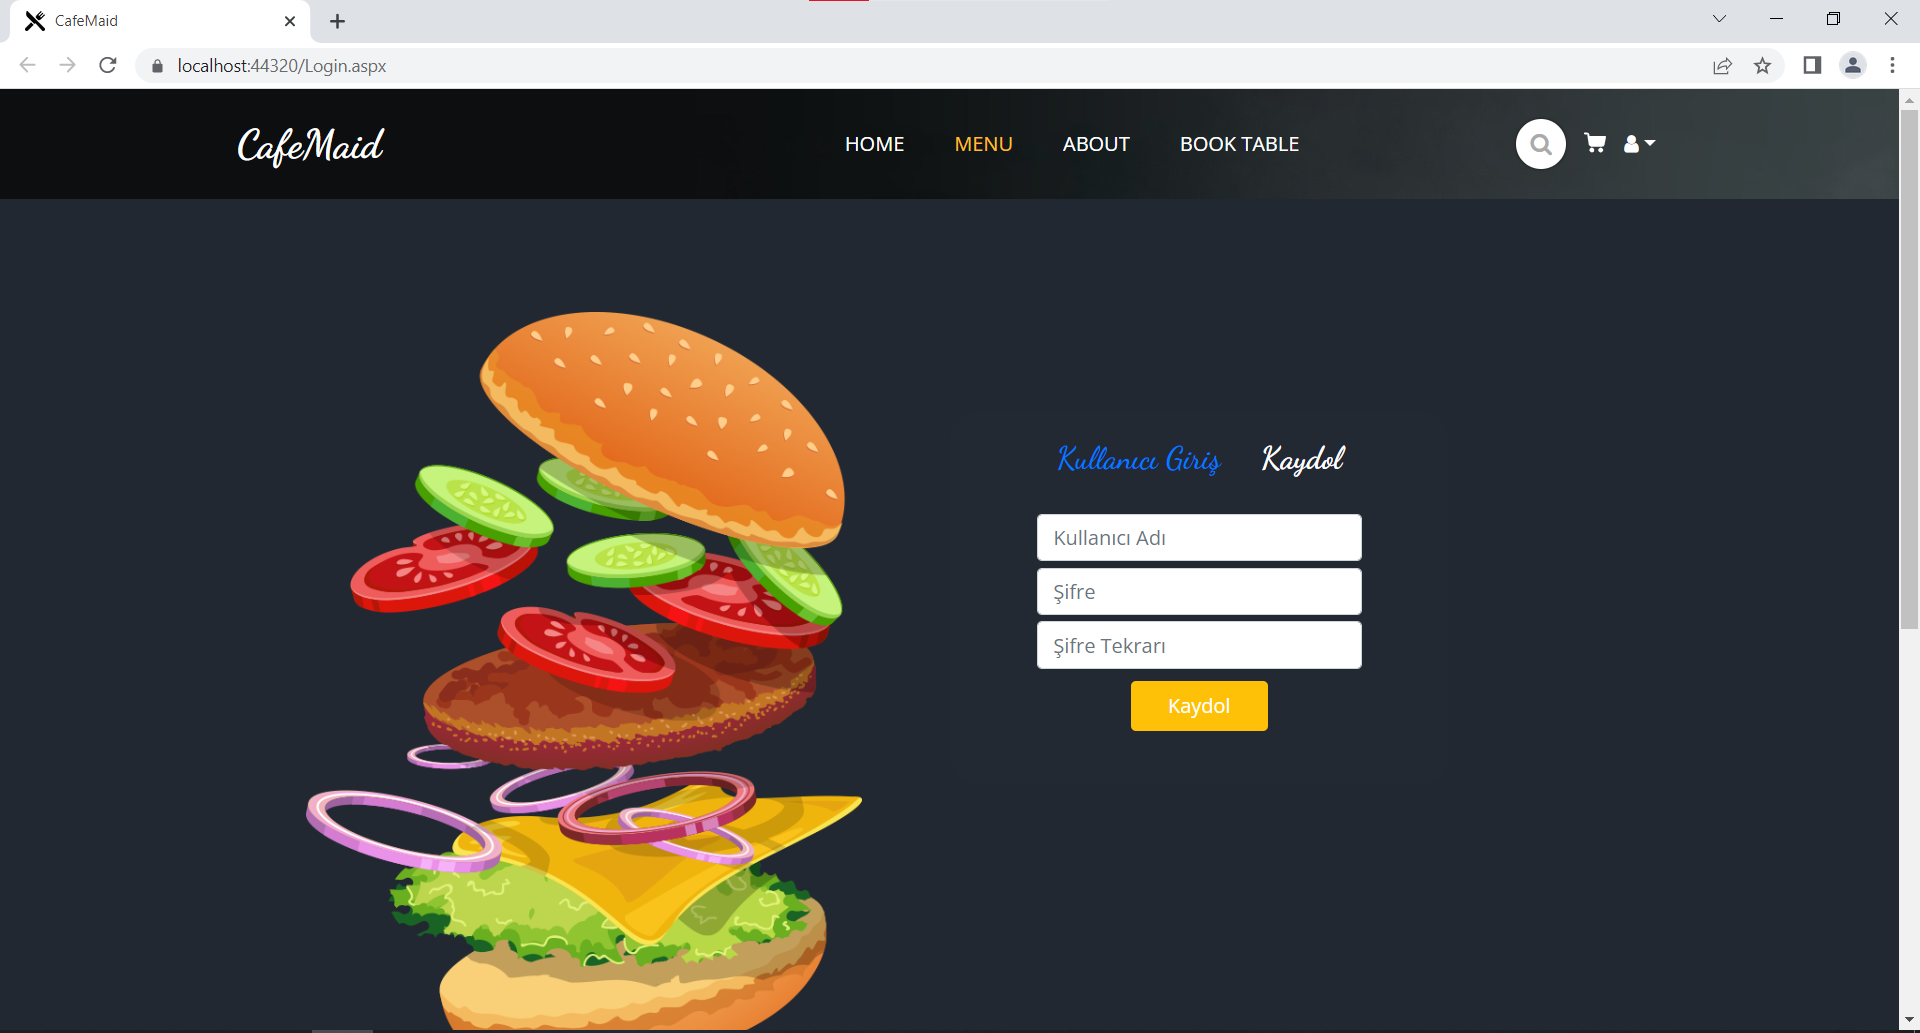 CafeMaid
localhost:44320/Login.aspx
CafeMaid
HOME
MENU
ABOUT
BOOK TABLE
Kullanıcı Giriş
Kaydol
Kullanıcı Adı
Şifre
Şifre Tekrarı
Kaydol